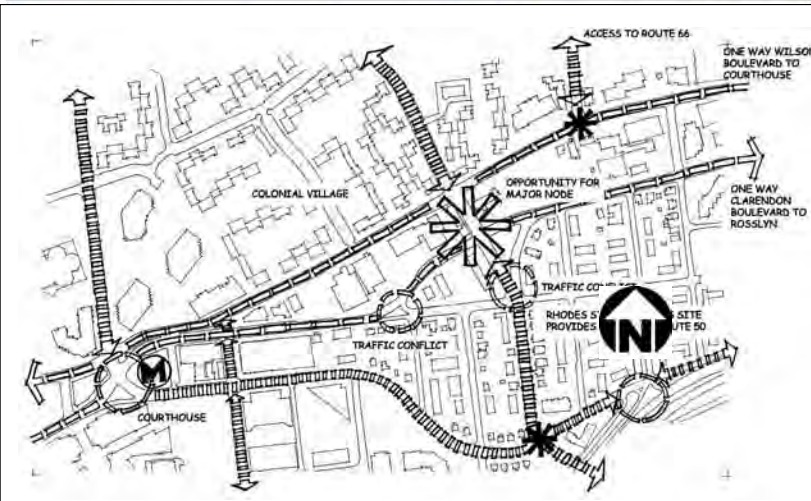 ACCESS TO ROUTE 66
ONE WAY WILSON
BOULEVARD TO
COURTHOUSE
COLONIAL VILLAGE
OPPORTUNITY FOR
MAJOR NODE
ONE WAY
CLARENDON
BOULEVARD TO
ROSSLYN
TRAFFIC CONFLICT
RHODES SITE
PROVIDES 50
N
TRAFFIC CONFLICT
M
COURTHOUSE